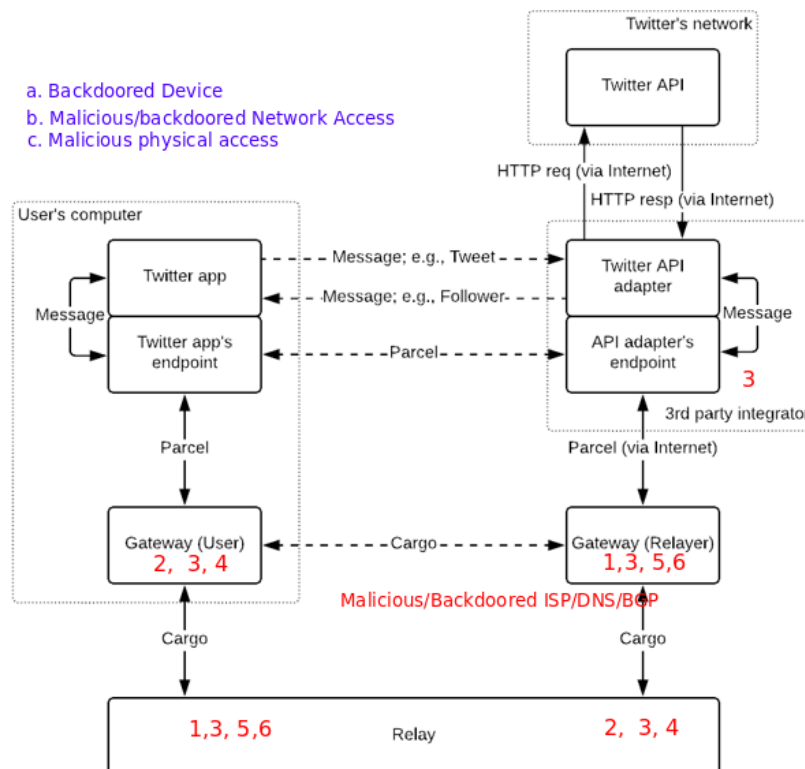 Twitter's network
Twitter API
a. Backdoored Device
b. Malicious/backdoored Network Access
c. Malicious physical access
HTTP req (via Internet)
HTTP resp (via Internet)
User's computer
Twitter app
Message; e.g., Tweet
Twitter API
adapter
Message; e.g., Follower
Message
Message
Twitter app's
endpoint
Parcel
API adapter's
endpoint
3
3rd party integrator
Parcel
Parcel (via Internet)
Gateway (User)
2, 3, 4
Cargo
Gateway (Relayer)
1,3, 5,6
Malicious/Backdoored ISP/DNS/BGP
Cargo
Cargo
1,3, 5,6
Relay
2, 3, 4